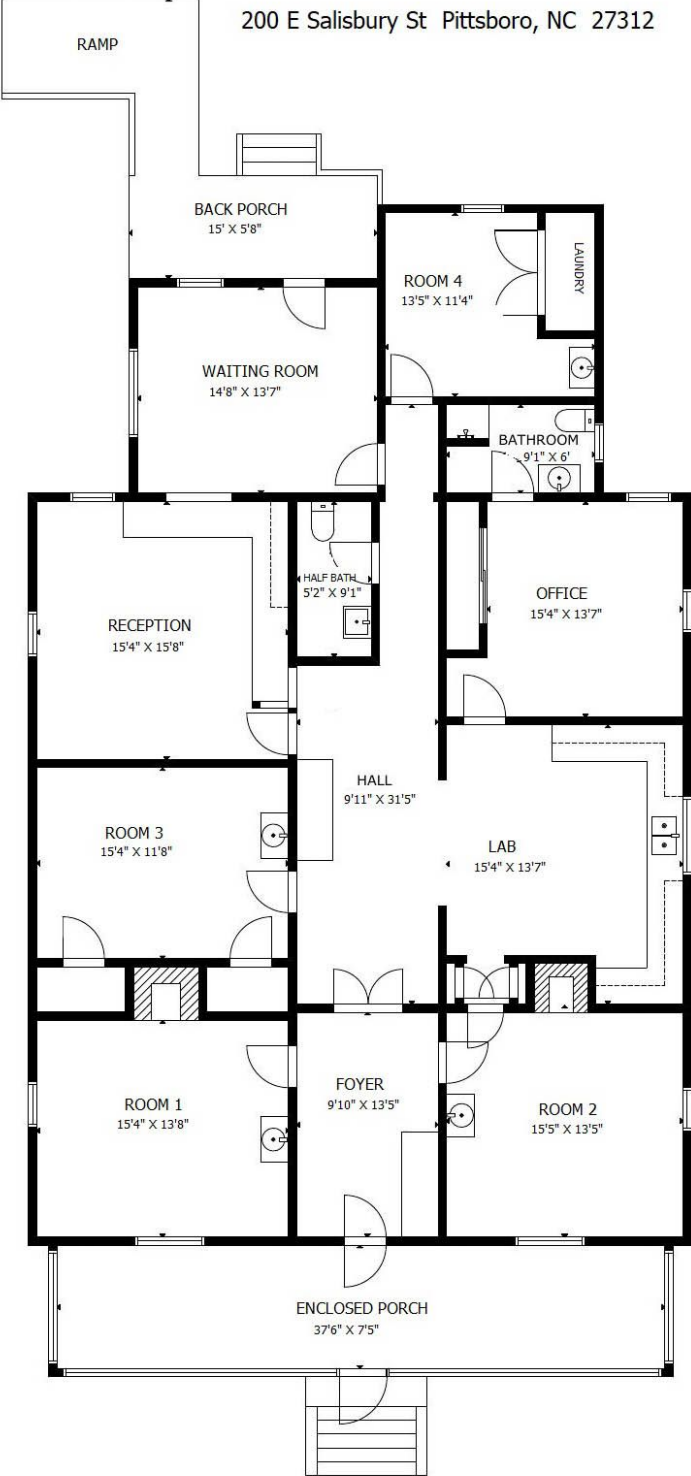 200 E Salisbury St Pittsboro, NC 27312
RAMP
BACK PORCH
15' X 5'8"
ROOM 4
13'5" X 11'4"
LAUNDRY
WAITING ROOM
14'8" X 13'7"
BATHROOM
9'1" X 6'
HALF BATH
5'2" X 9'1"
OFFICE
15'4" X 13'7"
RECEPTION
15'4" X 15'8"
HALL
9'11" X 31'5"
ROOM 3
15'4" X 11'8"
LAB
15'4" X 13'7"
FOYER
9'10" X 13'5"
ROOM 1
15'4" X 13'8"
ROOM 2
15'5" X 13'5"
ENCLOSED PORCH
37'6" X 7'5"